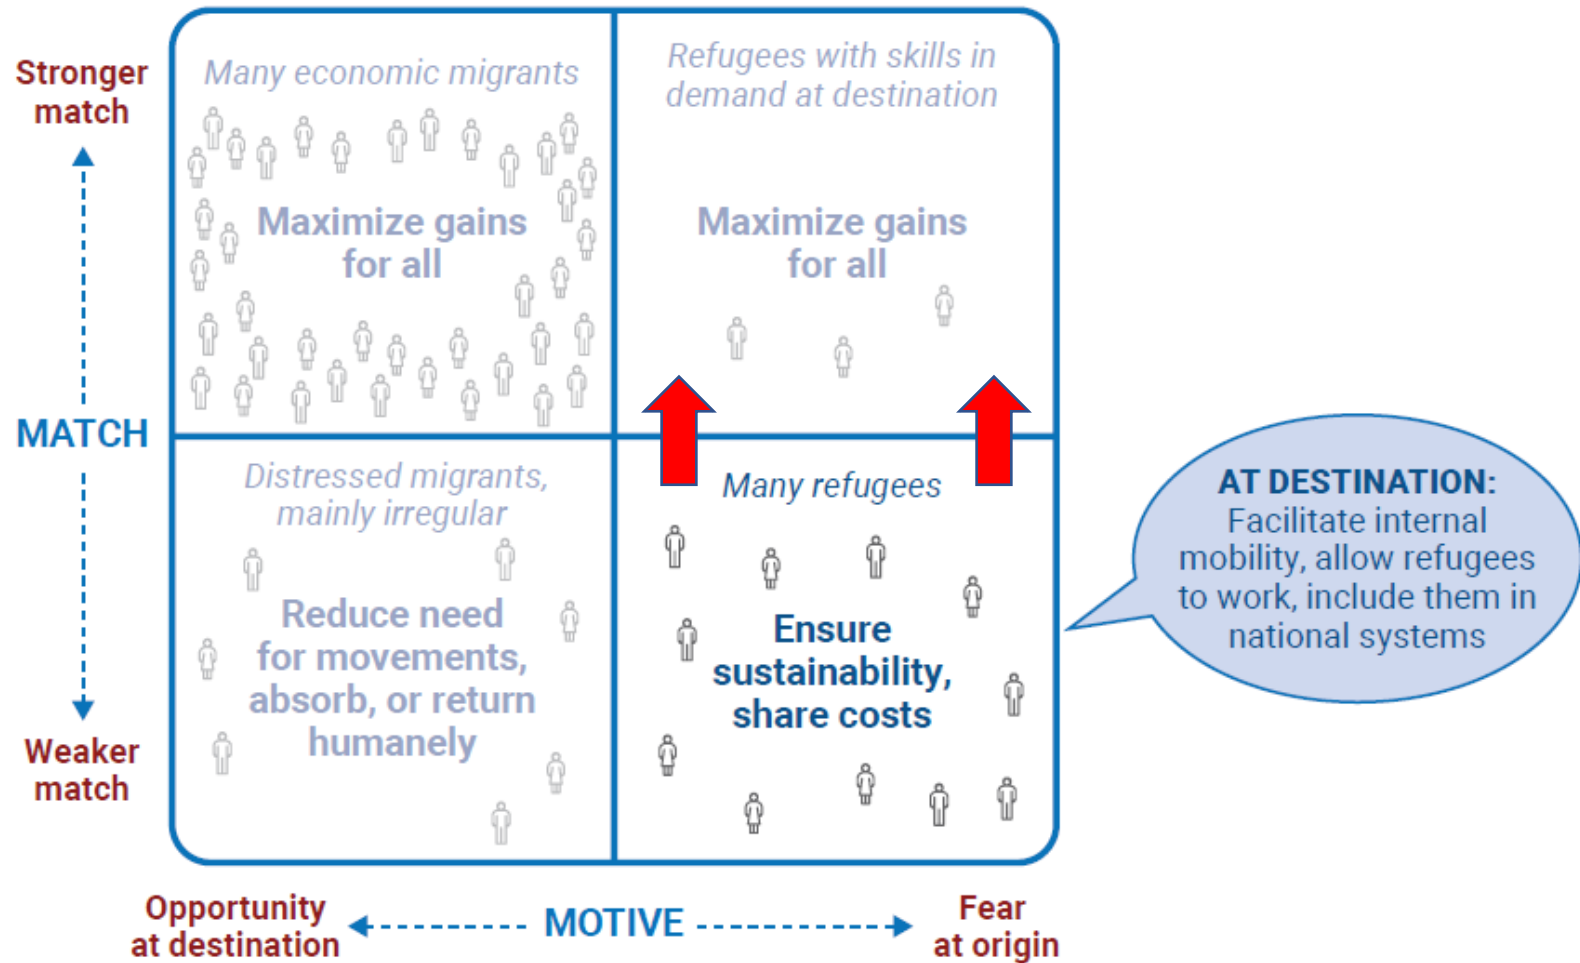 Stronger
match
Many economic migrants
Maximize gains
for all
Refugees with skills in
demand at destination
Maximize gains
for all
MATCH
Distressed migrants,
mainly irregular
Reduce need
for movements,
absorb, or return
humanely
Many refugees
Ensure
sustainability,
share costs
AT DESTINATION:
Facilitate internal
mobility, allow refugees
to work, include them in
national systems
Weaker
match
Opportunity
at destination
MOTIVE
Fear
at origin